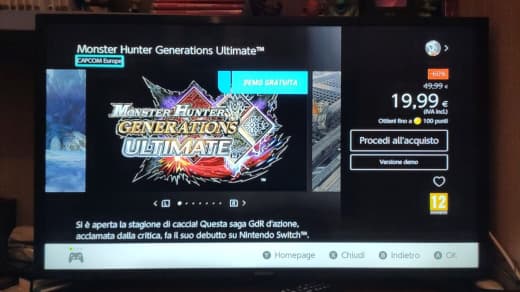 Monster Hunter Generations Ultimate™
CAPCOM Europe
DEMO GRATUITA
MONSTER HUNTER
GENERATIONS
ULTIMATE
™
-60%
49,99 €
19,99 €
(IVA incl.)
Ottieni fino a 100 punti
Procedi all'acquisto
Versione demo
12
L
R
Si è aperta la stagione di caccia! Questa saga GdR d'azione,
acclamata dalla critica, fa il suo debutto su Nintendo Switch™.
Y Homepage
X Chiudi
B Indietro
A OK